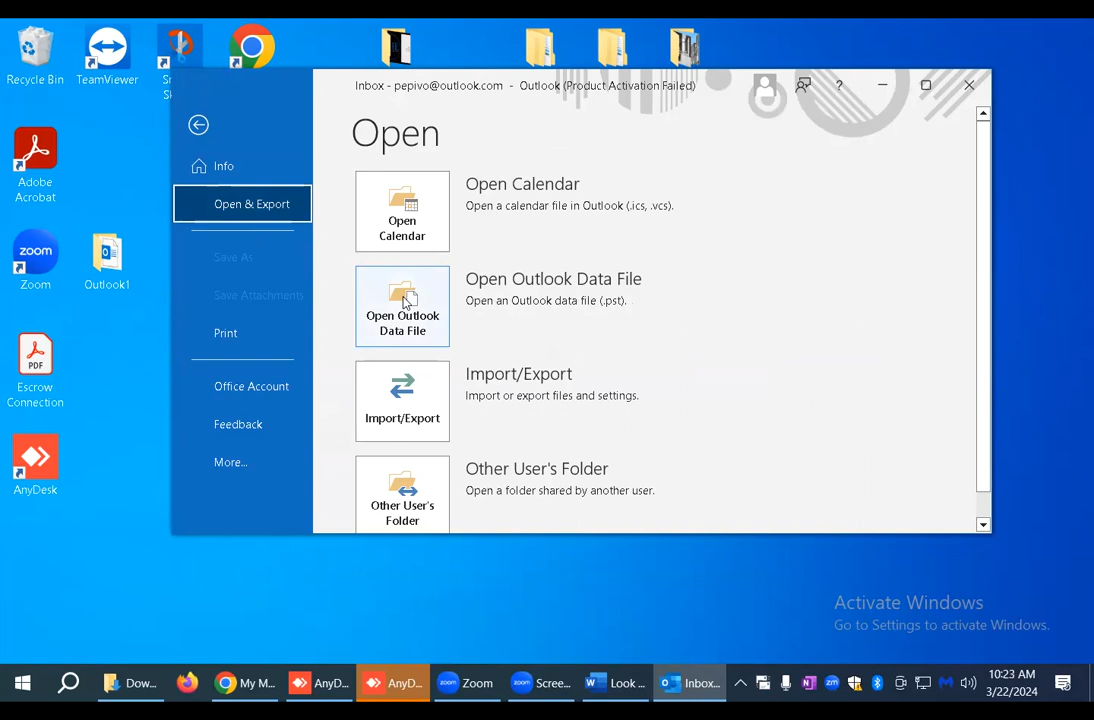 Recycle Bin
TeamViewer
Inbox - pepivo@outlook.com - Outlook (Product Activation Failed)
?
Open
Info
Open & Export
Save As
Save Attachments
Print
Office Account
Feedback
More...
Open
Calendar
Open Calendar
Open a calendar file in Outlook (.ics, .vcs).
Open Outlook
Data File
Open Outlook Data File
Open an Outlook data file (.pst).
Import/Export
Import/Export
Import or export files and settings.
Other User's
Folder
Other User's Folder
Open a folder shared by another user.
Adobe
Acrobat
zoom
Zoom
Outlook1
PDF
Escrow
Connection
AnyDesk
Activate Windows
Go to Settings to activate Windows.
Dow...
My M...
AnyD...
AnyD...
Zoom
Scree...
Look ...
Inbox...
10:23 AM
3/22/2024